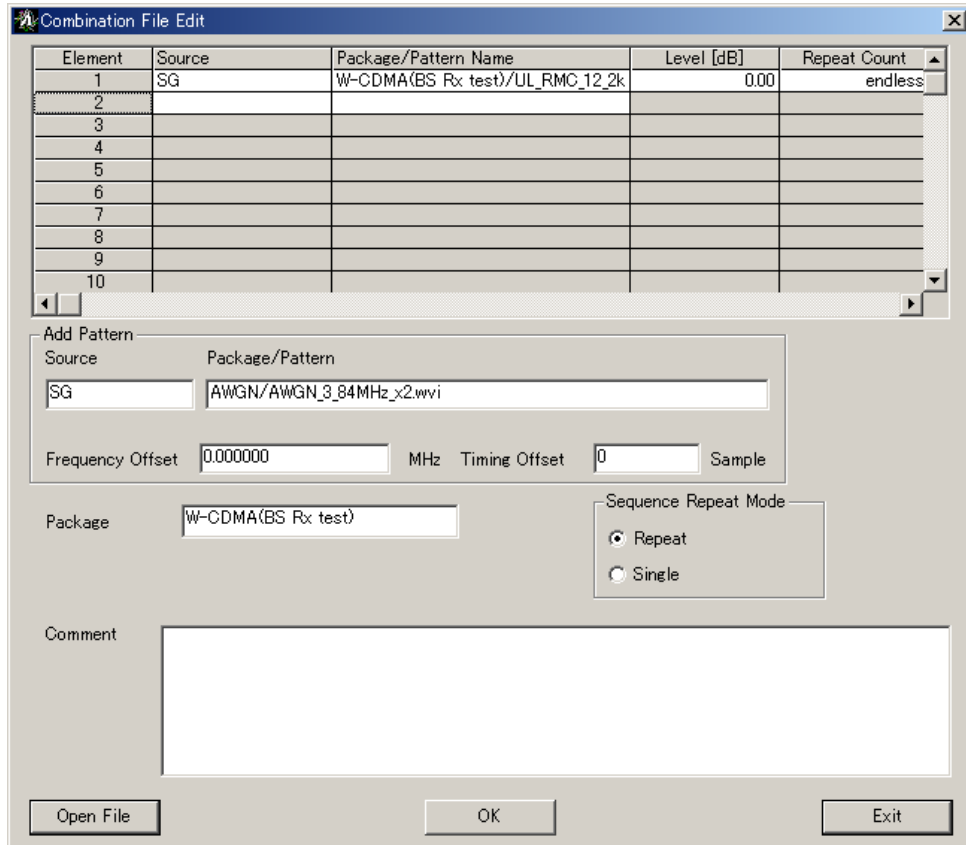 Combination File Edit
Element Source Package/Pattern Name Level [dB] Repeat Count
1 SG W-CDMA(BS Rx test)/UL_RMC_12_2k 0.00 endless
2
3
4
5
6
7
8
9
10
Add Pattern
Source Package/Pattern
SG AWGN/AWGN_3_84MHz_x2.wvi
Frequency Offset 0.000000 MHz Timing Offset 0 Sample
Package W-CDMA(BS Rx test)
Sequence Repeat Mode
Repeat
Single
Comment
Open File OK Exit